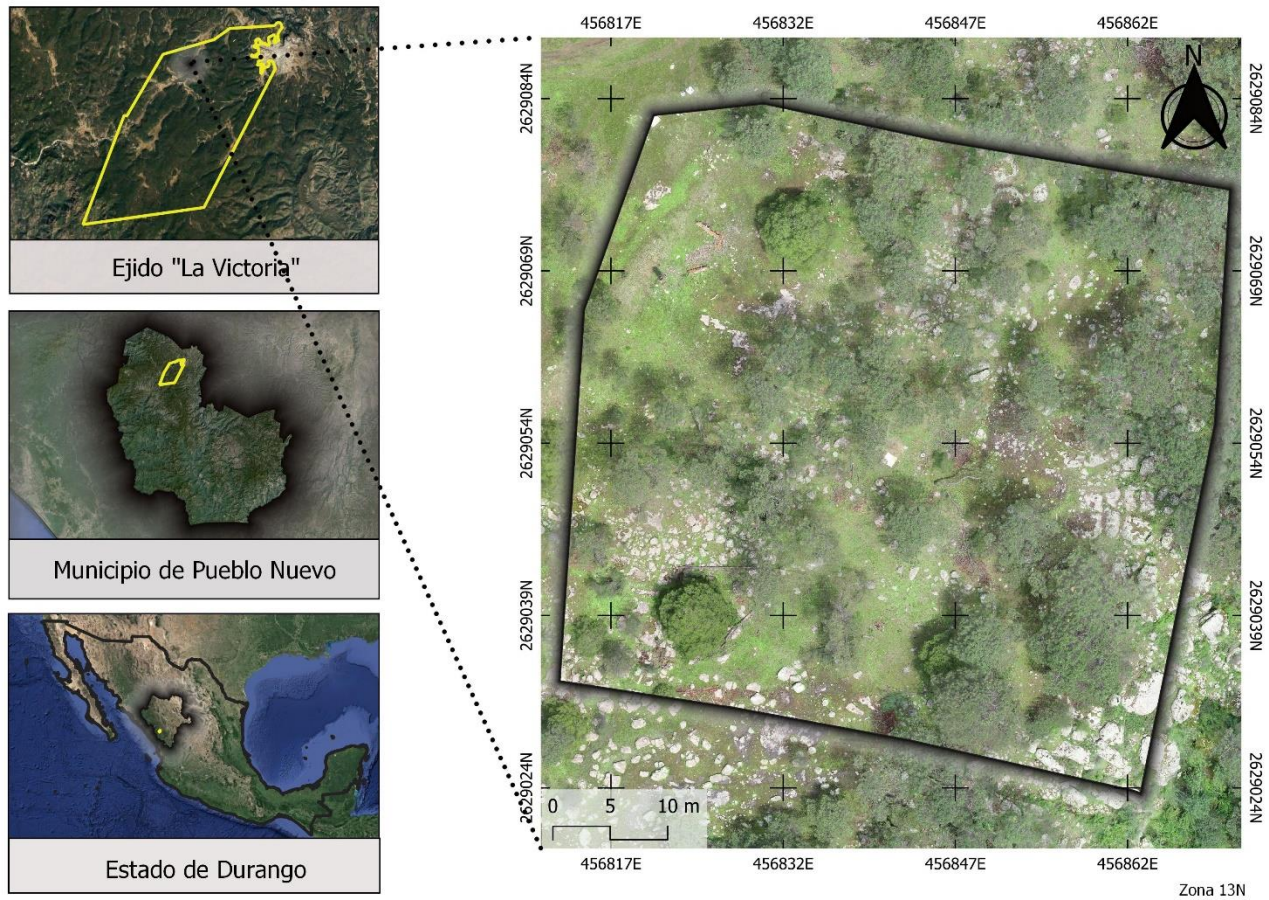 Ejido "La Victoria"
Municipio de Pueblo Nuevo
Estado de Durango
456817E 456832E 456847E 456862E
N
2629084N 2629084N
2629069N 2629069N
2629054N 2629054N
2629039N 2629039N
2629024N 2629024N
0 5 10 m
456817E 456832E 456847E 456862E
Zona 13N